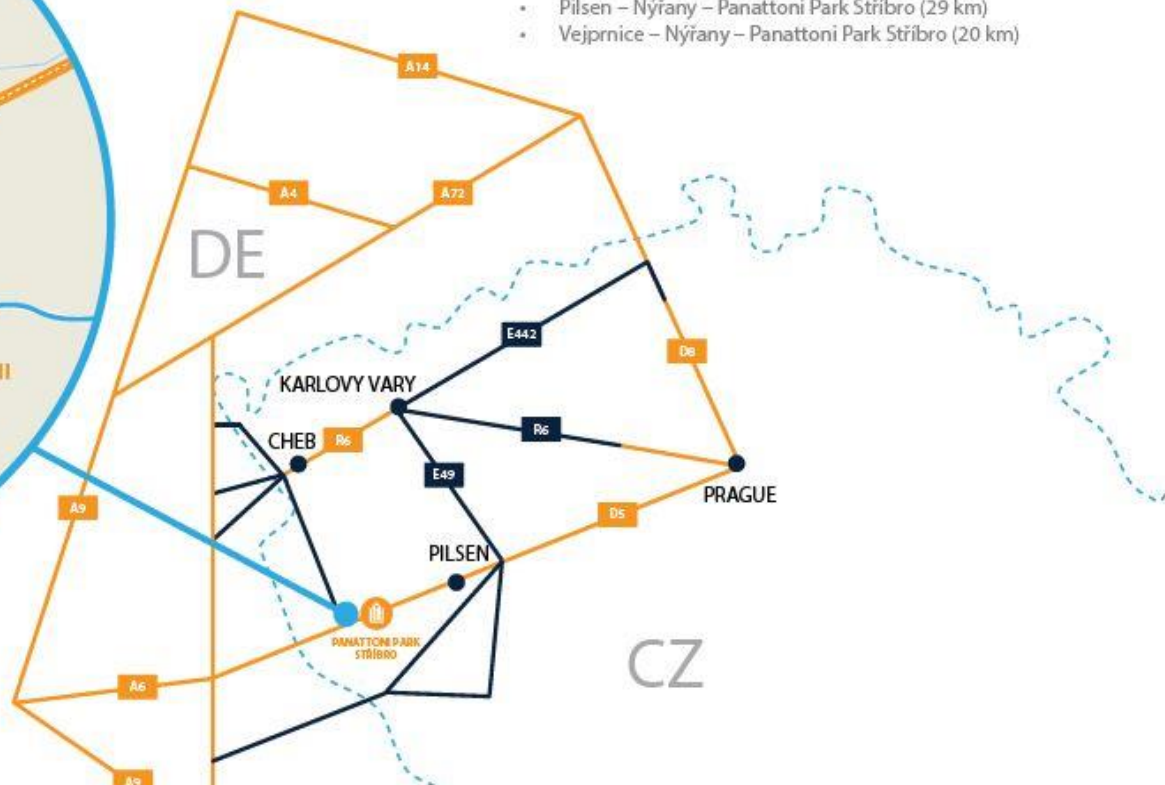 • Pilsen – Nýřany – Panattoni Park Stříbro (29 km)
• Vejprnice – Nýřany – Panattoni Park Stříbro (20 km)
A14
A4
A72
DE
E442
D8
II
KARLOVY VARY
CHEB
R6
R6
E49
PRAGUE
A9
D5
PILSEN
PANATTONI PARK
STŘÍBRO
CZ
A6
A9